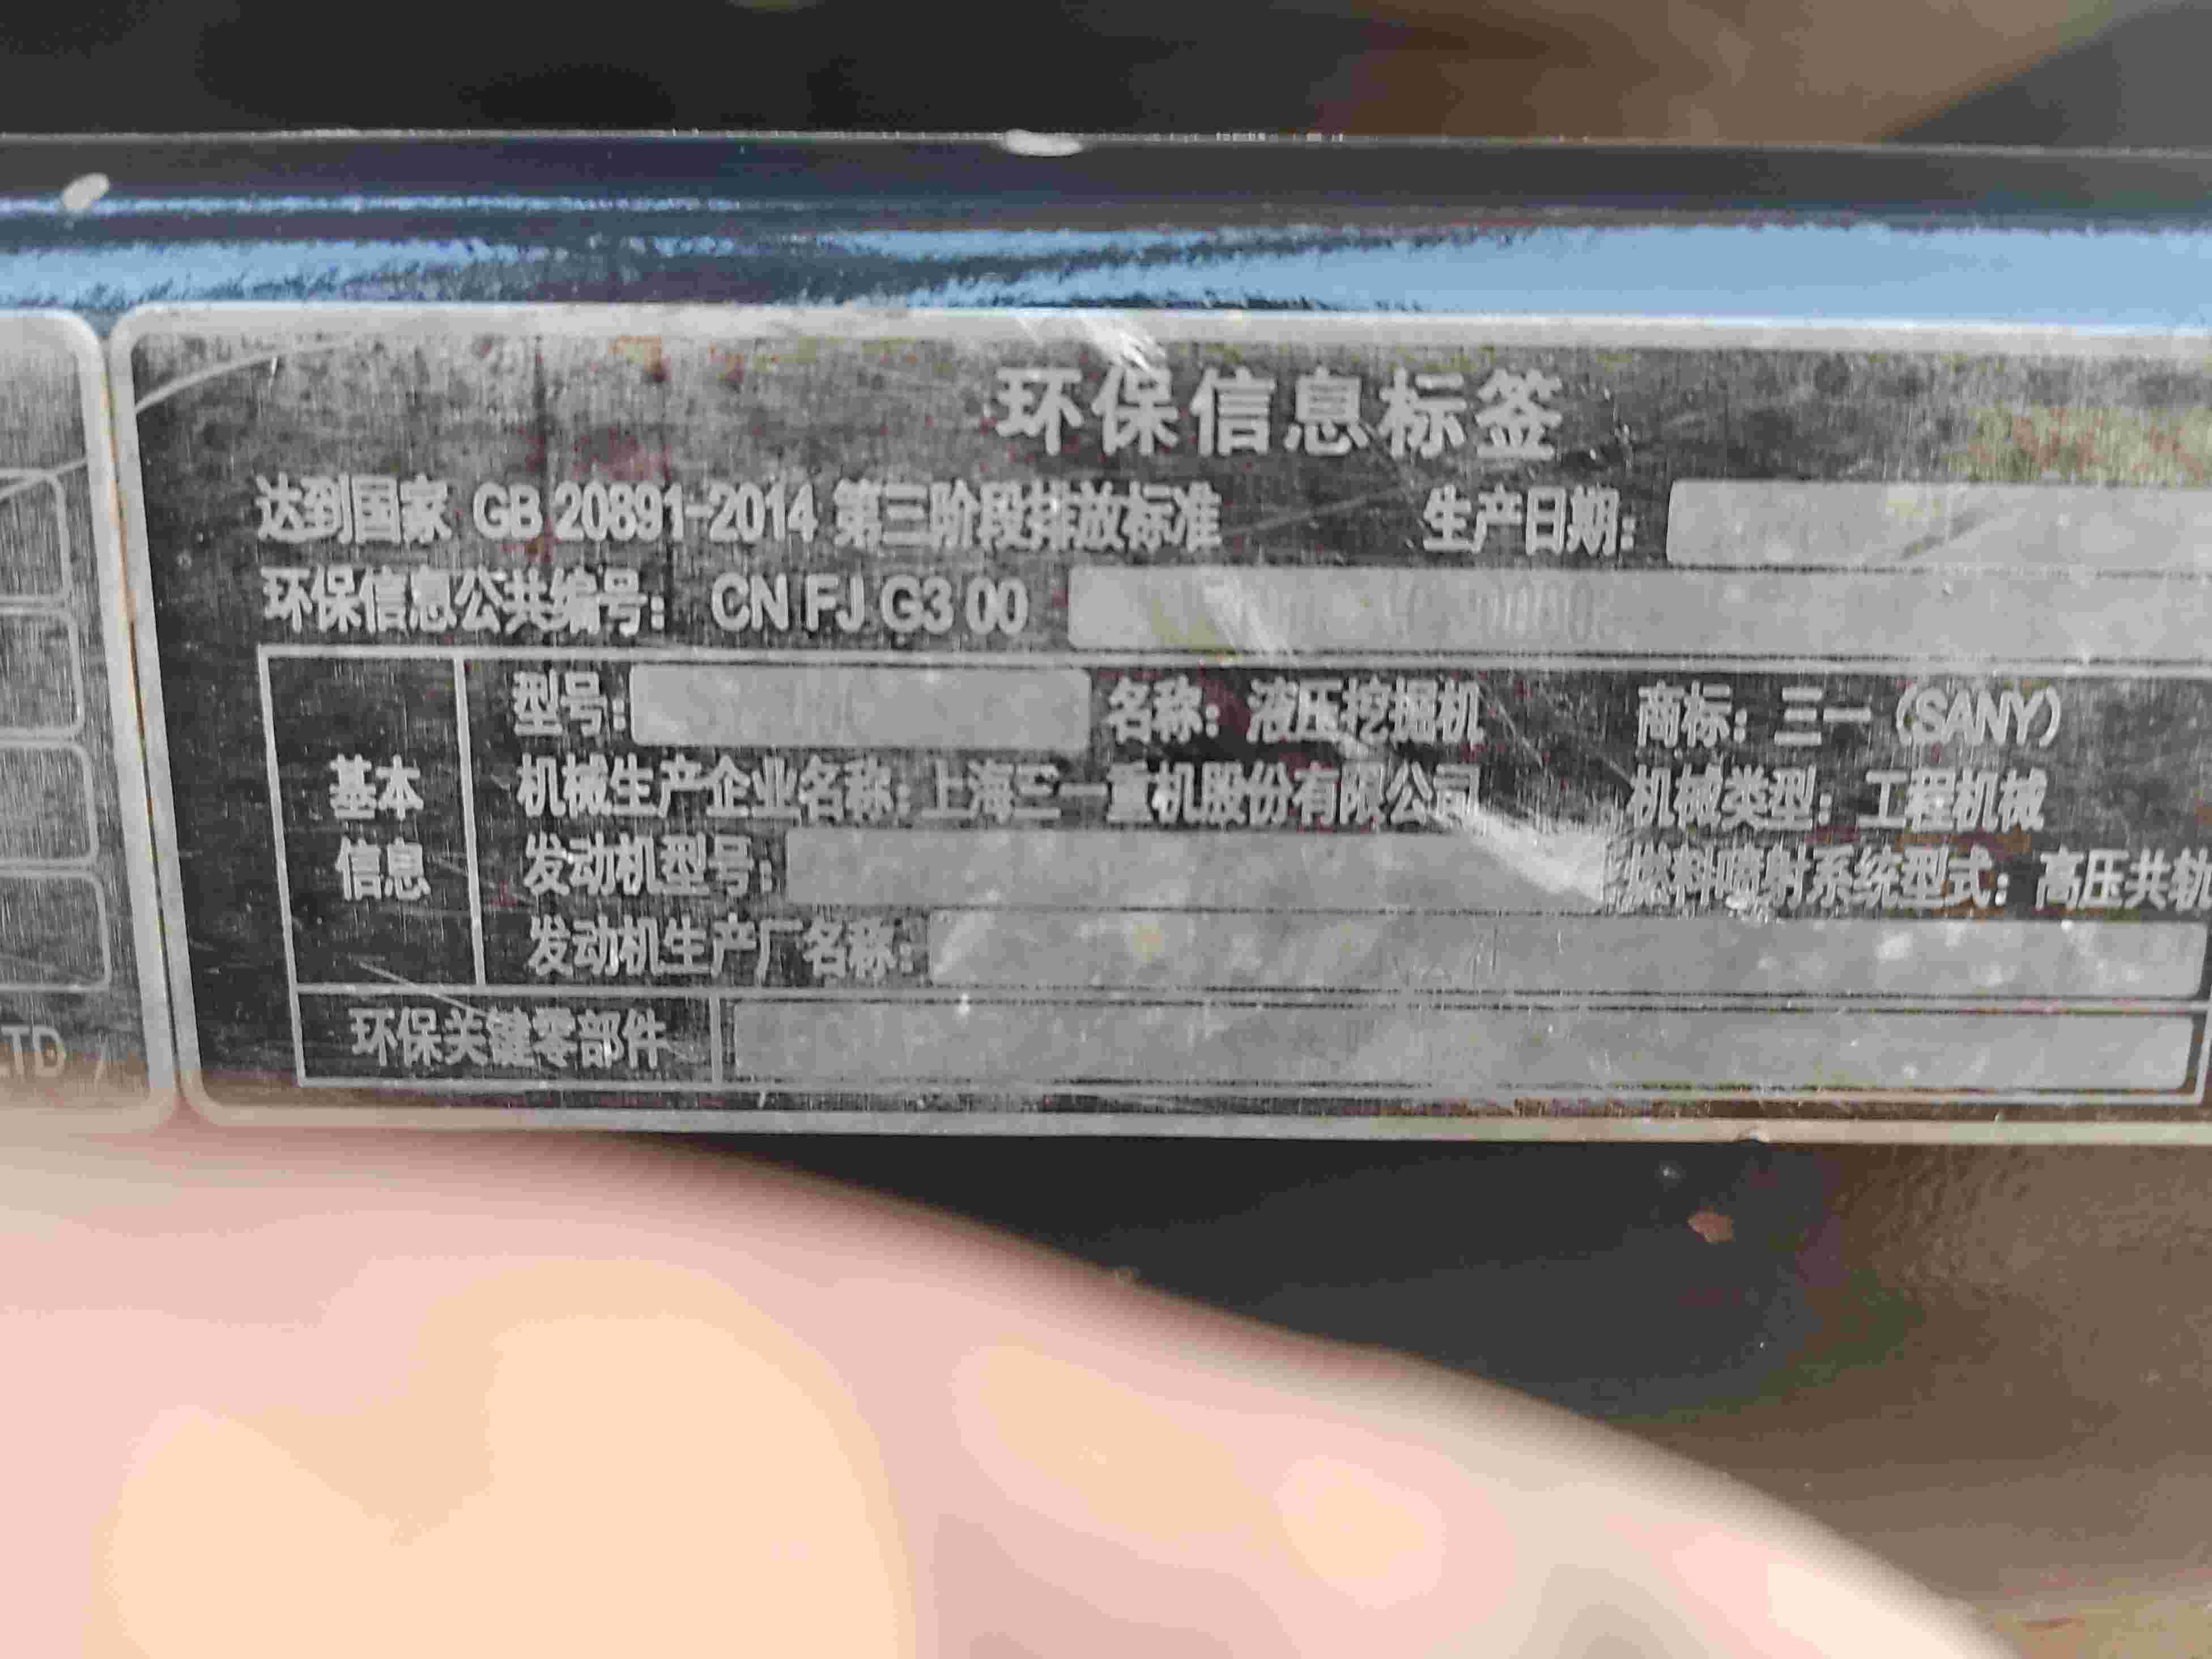 环保信息标签
达到国家 GB 20891-2014 第三阶段排放标准 生产日期：
环保信息公共编号： CN FJ G3 00
型号： 名称：液压挖掘机 商标：三一（SANY）
基本信息
机械生产企业名称：上海三一重机股份有限公司 机械类型：工程机械
发动机型号： 燃料喷射系统型式：高压共轨
发动机生产厂名称：
环保关键零部件
LTD